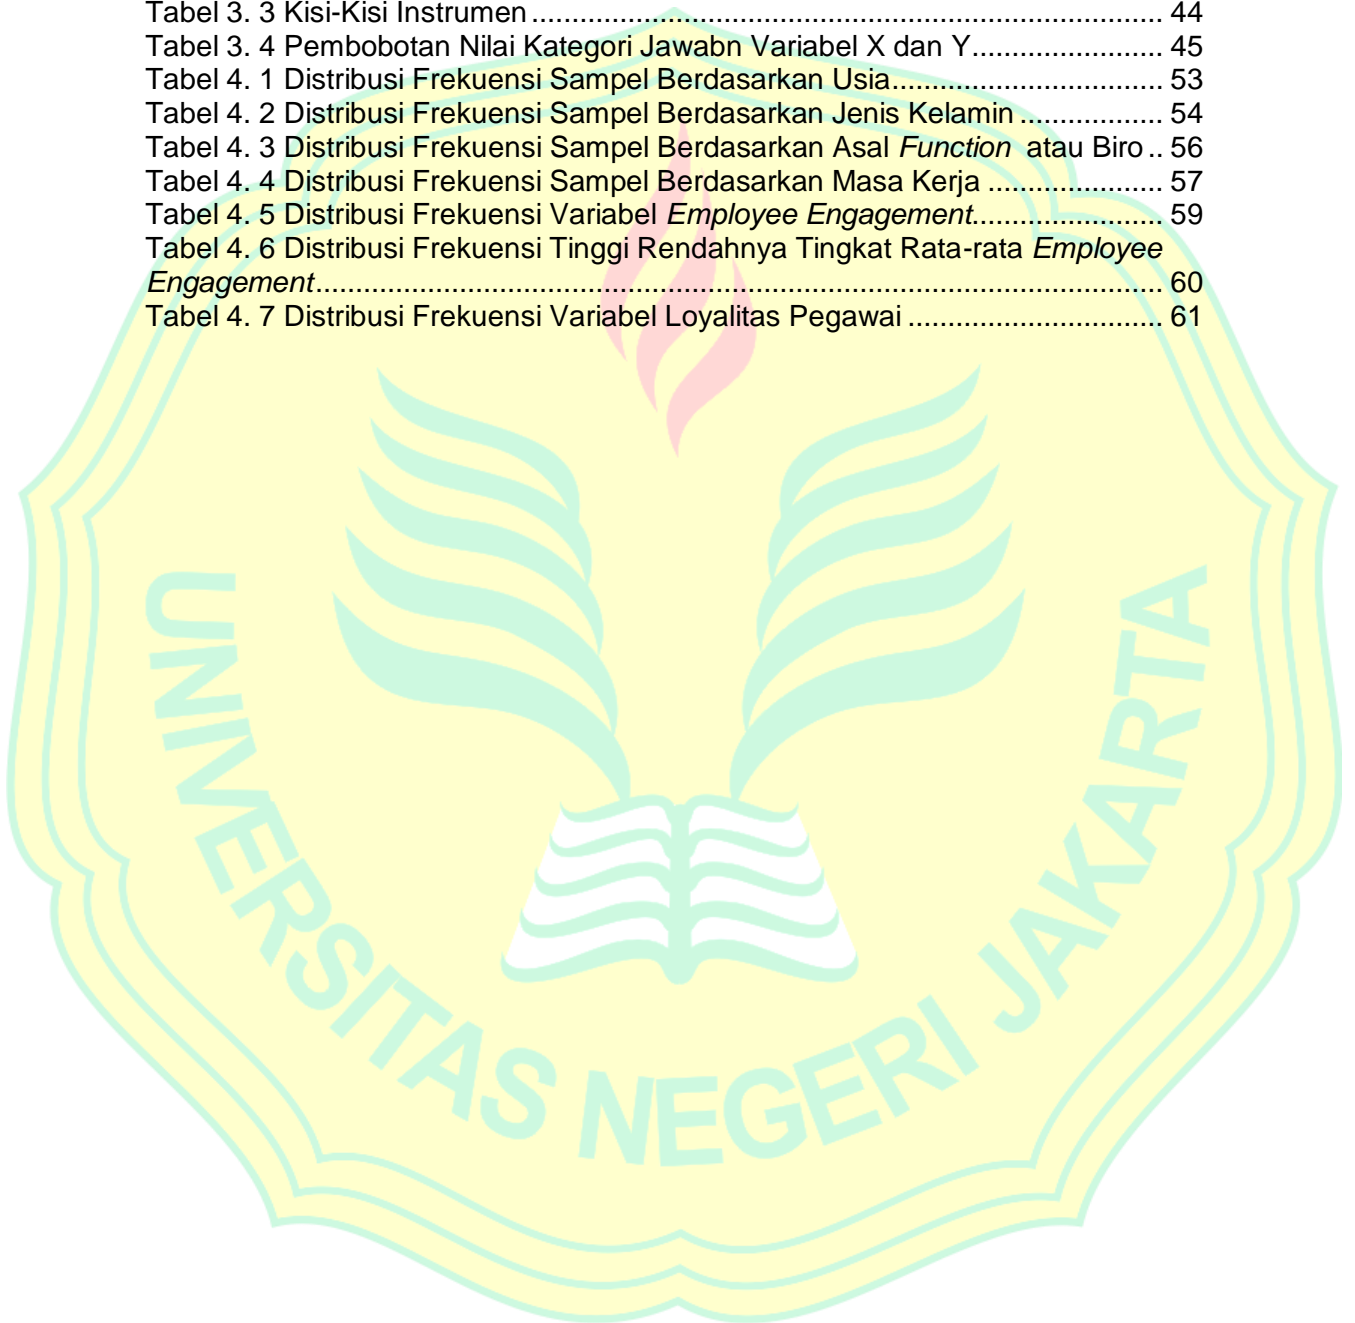 Tabel 3. 3 Kisi-Kisi Instrumen................................................................................ 44
Tabel 3. 4 Pembobotan Nilai Kategori Jawabn Variabel X dan Y........................ 45
Tabel 4. 1 Distribusi Frekuensi Sampel Berdasarkan Usia.................................. 53
Tabel 4. 2 Distribusi Frekuensi Sampel Berdasarkan Jenis Kelamin .................. 54
Tabel 4. 3 Distribusi Frekuensi Sampel Berdasarkan Asal Function atau Biro .. 56
Tabel 4. 4 Distribusi Frekuensi Sampel Berdasarkan Masa Kerja ...................... 57
Tabel 4. 5 Distribusi Frekuensi Variabel Employee Engagement........................ 59
Tabel 4. 6 Distribusi Frekuensi Tinggi Rendahnya Tingkat Rata-rata Employee
Engagement........................................................................................................... 60
Tabel 4. 7 Distribusi Frekuensi Variabel Loyalitas Pegawai ................................ 61
UNIVERSITAS NEGERI JAKARTA